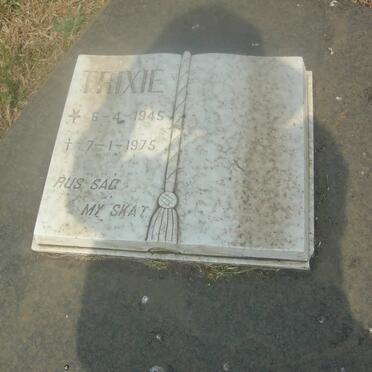 TRIXIE
* 6-4-1945
† 7-1-1975
RUS SAG
MY SKAT